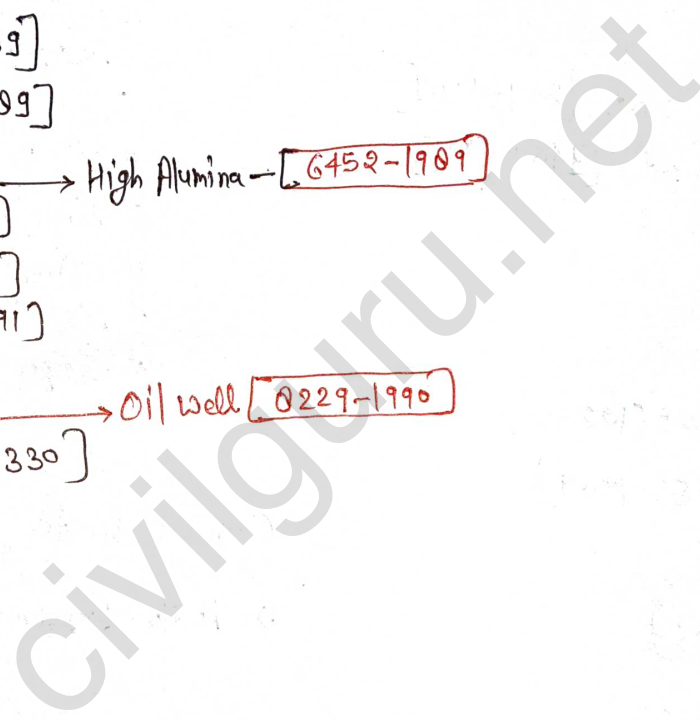 9]
89]
→ High Alumina - [6452-1989]
]
]
91]
→ Oil well [8229-1990]
330]
civilguru.net